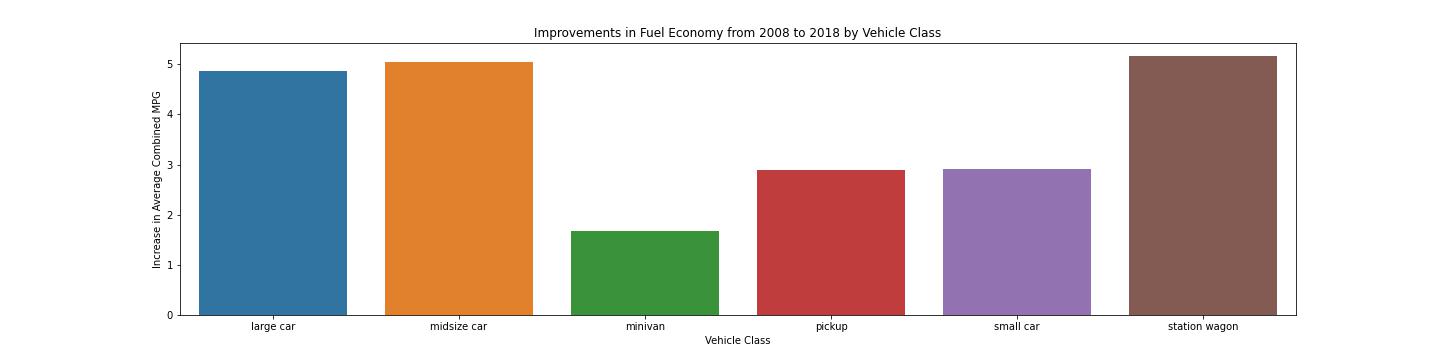 Improvements in Fuel Economy from 2008 to 2018 by Vehicle Class
Increase in Average Combined MPG
5
4
3
2
1
0
large car
midsize car
minivan
pickup
small car
station wagon
Vehicle Class